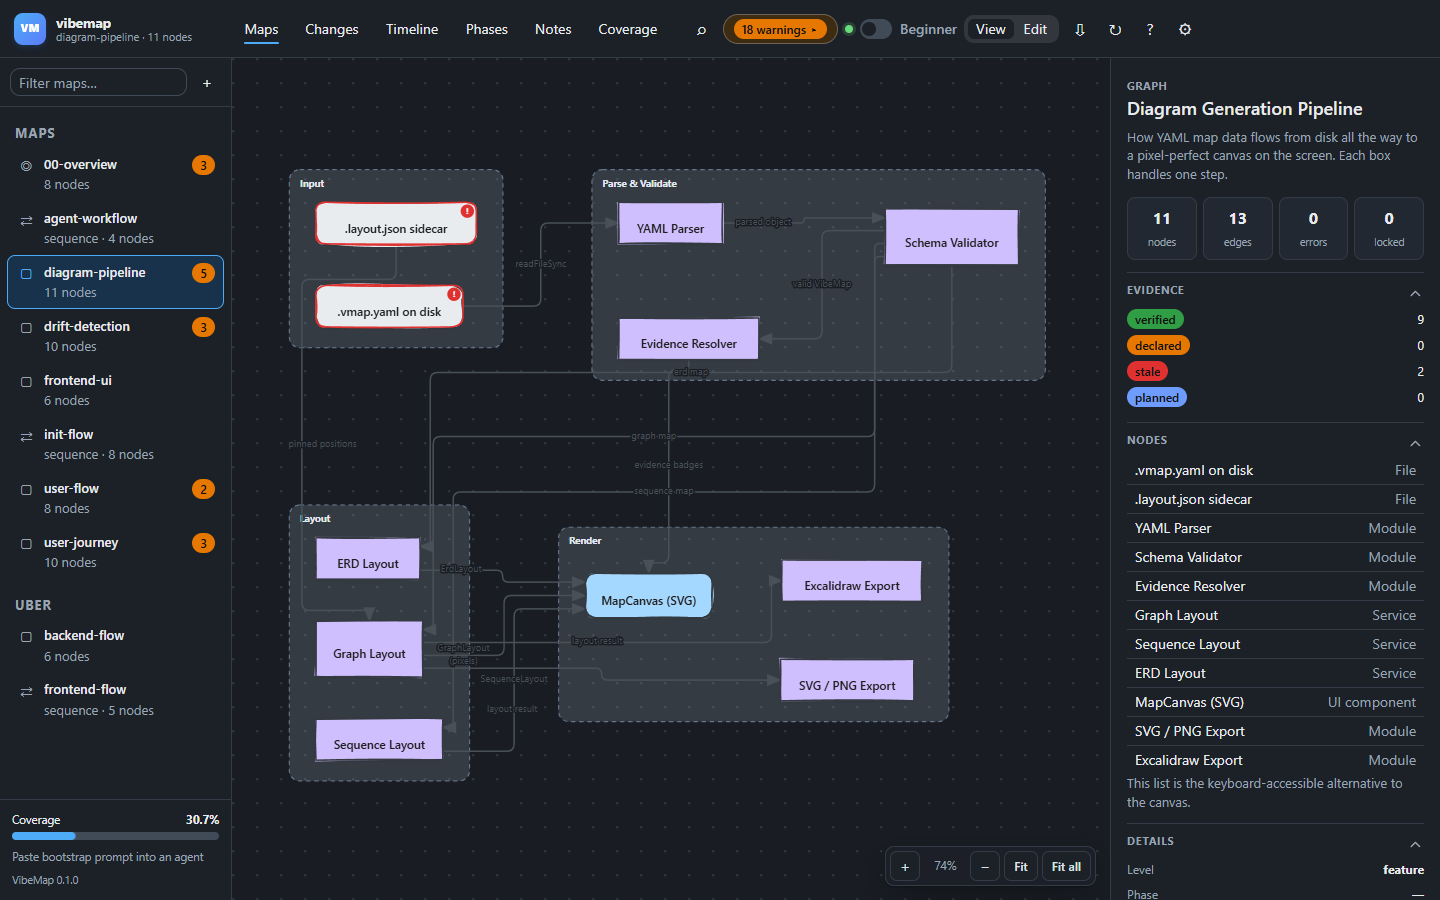 VM
vibemap
diagram-pipeline · 11 nodes
Maps
Changes
Timeline
Phases
Notes
Coverage
18 warnings
Beginner
View
Edit
?
Filter maps...
+
MAPS
00-overview
3
8 nodes
agent-workflow
sequence · 4 nodes
diagram-pipeline
5
11 nodes
drift-detection
3
10 nodes
frontend-ui
6 nodes
init-flow
sequence · 8 nodes
user-flow
2
8 nodes
user-journey
3
10 nodes
UBER
backend-flow
6 nodes
frontend-flow
sequence · 5 nodes
Coverage
30.7%
Paste bootstrap prompt into an agent
VibeMap 0.1.0
Input
.layout.json sidecar
!
.vmap.yaml on disk
!
readFileSync
Parse & Validate
YAML Parser
parsed object
Schema Validator
valid VibeMap
Evidence Resolver
erd map
pinned positions
graph map
evidence badges
sequence map
Layout
ERD Layout
ErdLayout
Graph Layout
GraphLayout
(pixels)
SequenceLayout
layout result
Sequence Layout
Render
MapCanvas (SVG)
Excalidraw Export
layout result
SVG / PNG Export
+
74%
−
Fit
Fit all
GRAPH
Diagram Generation Pipeline
How YAML map data flows from disk all the way to
a pixel-perfect canvas on the screen. Each box
handles one step.
11
nodes
13
edges
0
errors
0
locked
EVIDENCE
verified
9
declared
0
stale
2
planned
0
NODES
.vmap.yaml on disk
File
.layout.json sidecar
File
YAML Parser
Module
Schema Validator
Module
Evidence Resolver
Module
Graph Layout
Service
Sequence Layout
Service
ERD Layout
Service
MapCanvas (SVG)
UI component
SVG / PNG Export
Module
Excalidraw Export
Module
This list is the keyboard-accessible alternative to
the canvas.
DETAILS
Level
feature
Phase
—